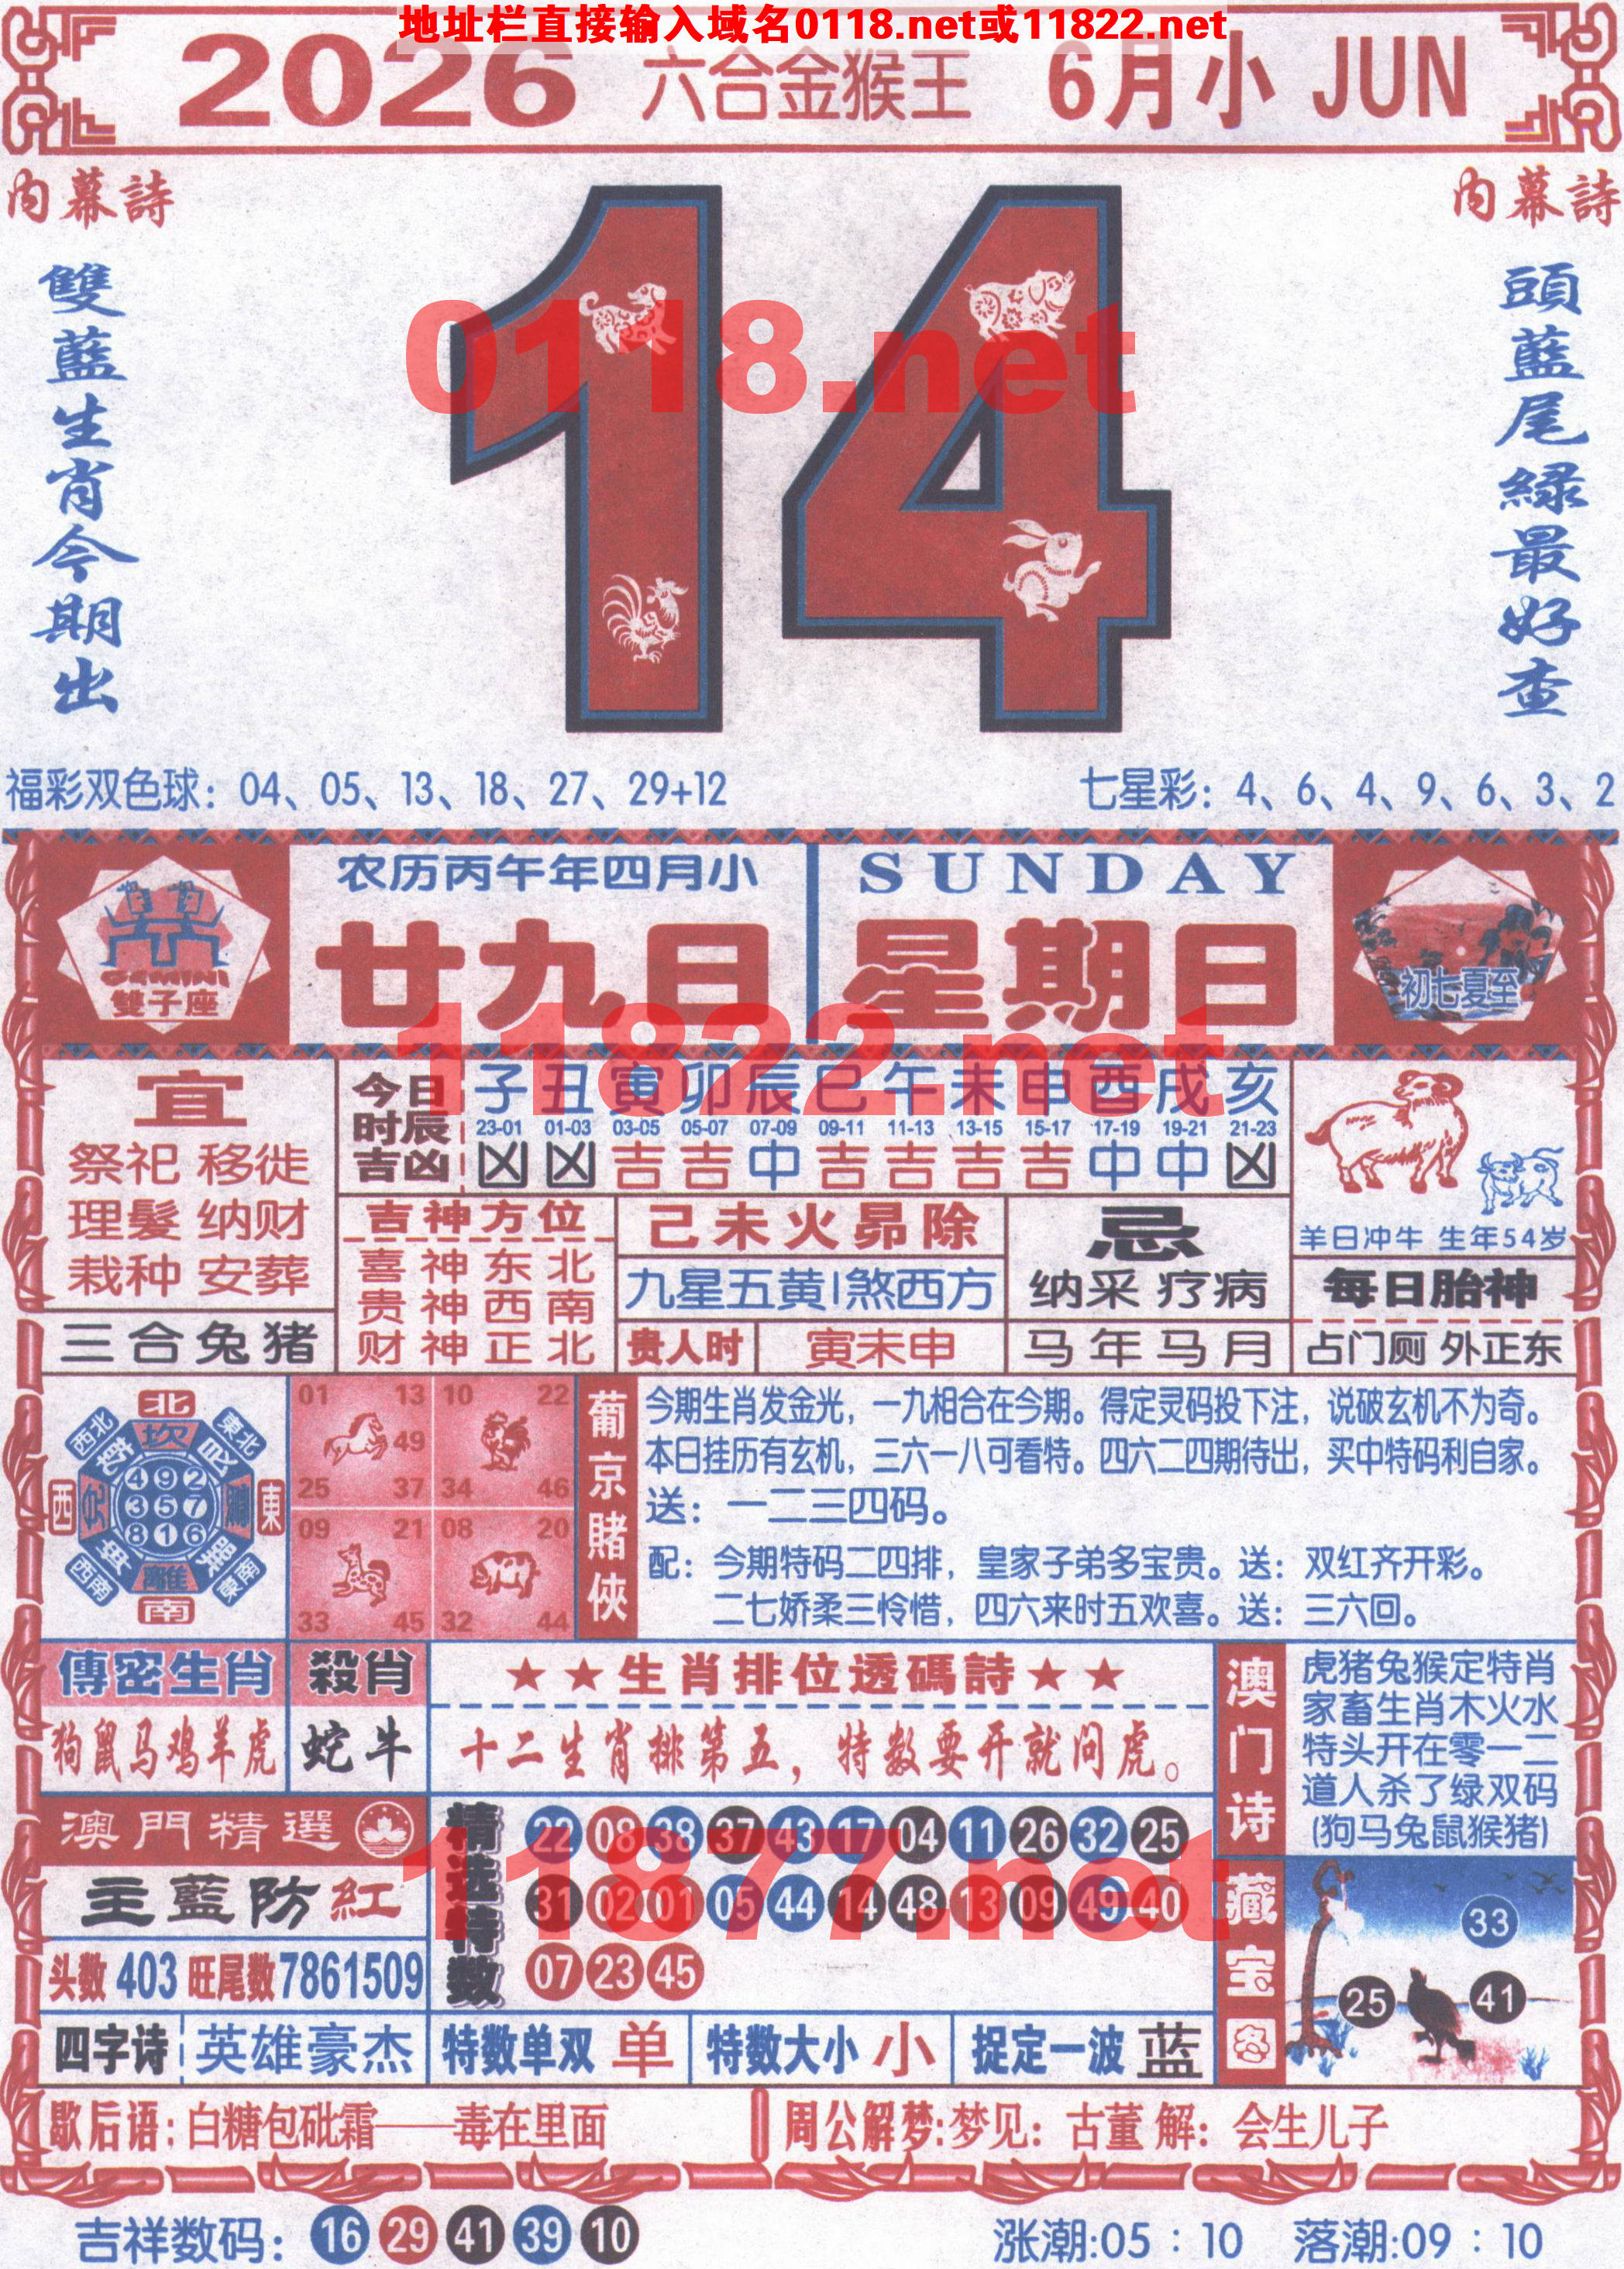 地址栏直接输入域名0118.net或11822.net
2026 六合金猴王 6月小 JUN
内幕詩
内幕詩
雙藍生肖今期出
14
頭藍尾綠最好查
0118.net
福彩双色球：04、05、13、18、27、29+12
七星彩：4、6、4、9、6、3、2
GEMINI
雙子座
农历丙午年四月小
廿九日
SUNDAY
星期日
初七夏至
11822.net
宜
祭祀 移徙
理髮 纳财
栽种 安葬
三合兔猪
今日时辰吉凶
子 丑 寅 卯 辰 巳 午 未 申 酉 戌 亥
23-01 01-03 03-05 05-07 07-09 09-11 11-13 13-15 15-17 17-19 19-21 21-23
凶 凶 吉 吉 中 吉 吉 吉 吉 中 中 凶
吉神方位
喜神东北
贵神西南
财神正北
己未火昴除
九星五黄 煞西方
贵人时 寅未申
忌
纳采 疗病
马年马月
羊日冲牛 生年54岁
每日胎神
占门厕 外正东
北
西北 東北
坎
西 東
4 9 2
3 5 7
8 1 6
離
西南 東南
南
01 13 10 22
49
25 37 34 46
09 21 08 20
33 45 32 44
葡京賭俠
今期生肖发金光，一九相合在今期。得定灵码投下注，说破玄机不为奇。
本日挂历有玄机，三六一八可看特。四六二四期待出，买中特码利自家。
送：一二三四码。
配：今期特码二四排，皇家子弟多宝贵。送：双红齐开彩。
二七娇柔三怜惜，四六来时五欢喜。送：三六回。
傳密生肖
狗鼠马鸡羊虎
殺肖
蛇牛
★★生肖排位透碼詩★★
十二生肖排第五，特数要开就问虎。
澳门诗
虎猪兔猴定特肖
家畜生肖木火水
特头开在零一二
道人杀了绿双码
(狗马兔鼠猴猪)
澳門精選
主藍防紅
头数 403 旺尾数7861509
精选特数
22 08 38 37 43 17 04 11 26 32 25
31 02 01 05 44 14 48 13 09 49 40
07 23 45
11877.net
藏宝图
33
25 41
四字诗 英雄豪杰
特数单双 单
特数大小 小
捉定一波 蓝
歇后语：白糖包砒霜——毒在里面
周公解梦:梦见：古董 解：会生儿子
吉祥数码：16 29 41 39 10
涨潮:05：10 落潮:09：10